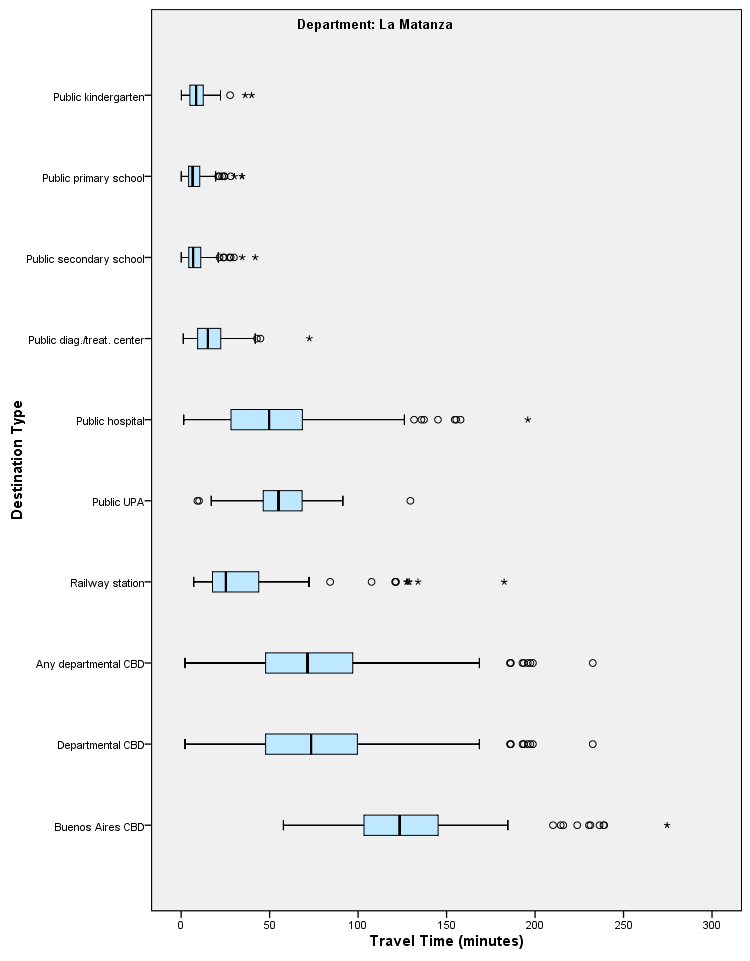 Department: La Matanza
Public kindergarten
Public primary school
Public secondary school
Public diag./treat. center
Public hospital
Public UPA
Railway station
Any departmental CBD
Departmental CBD
Buenos Aires CBD
Destination Type
0 50 100 150 200 250 300
Travel Time (minutes)